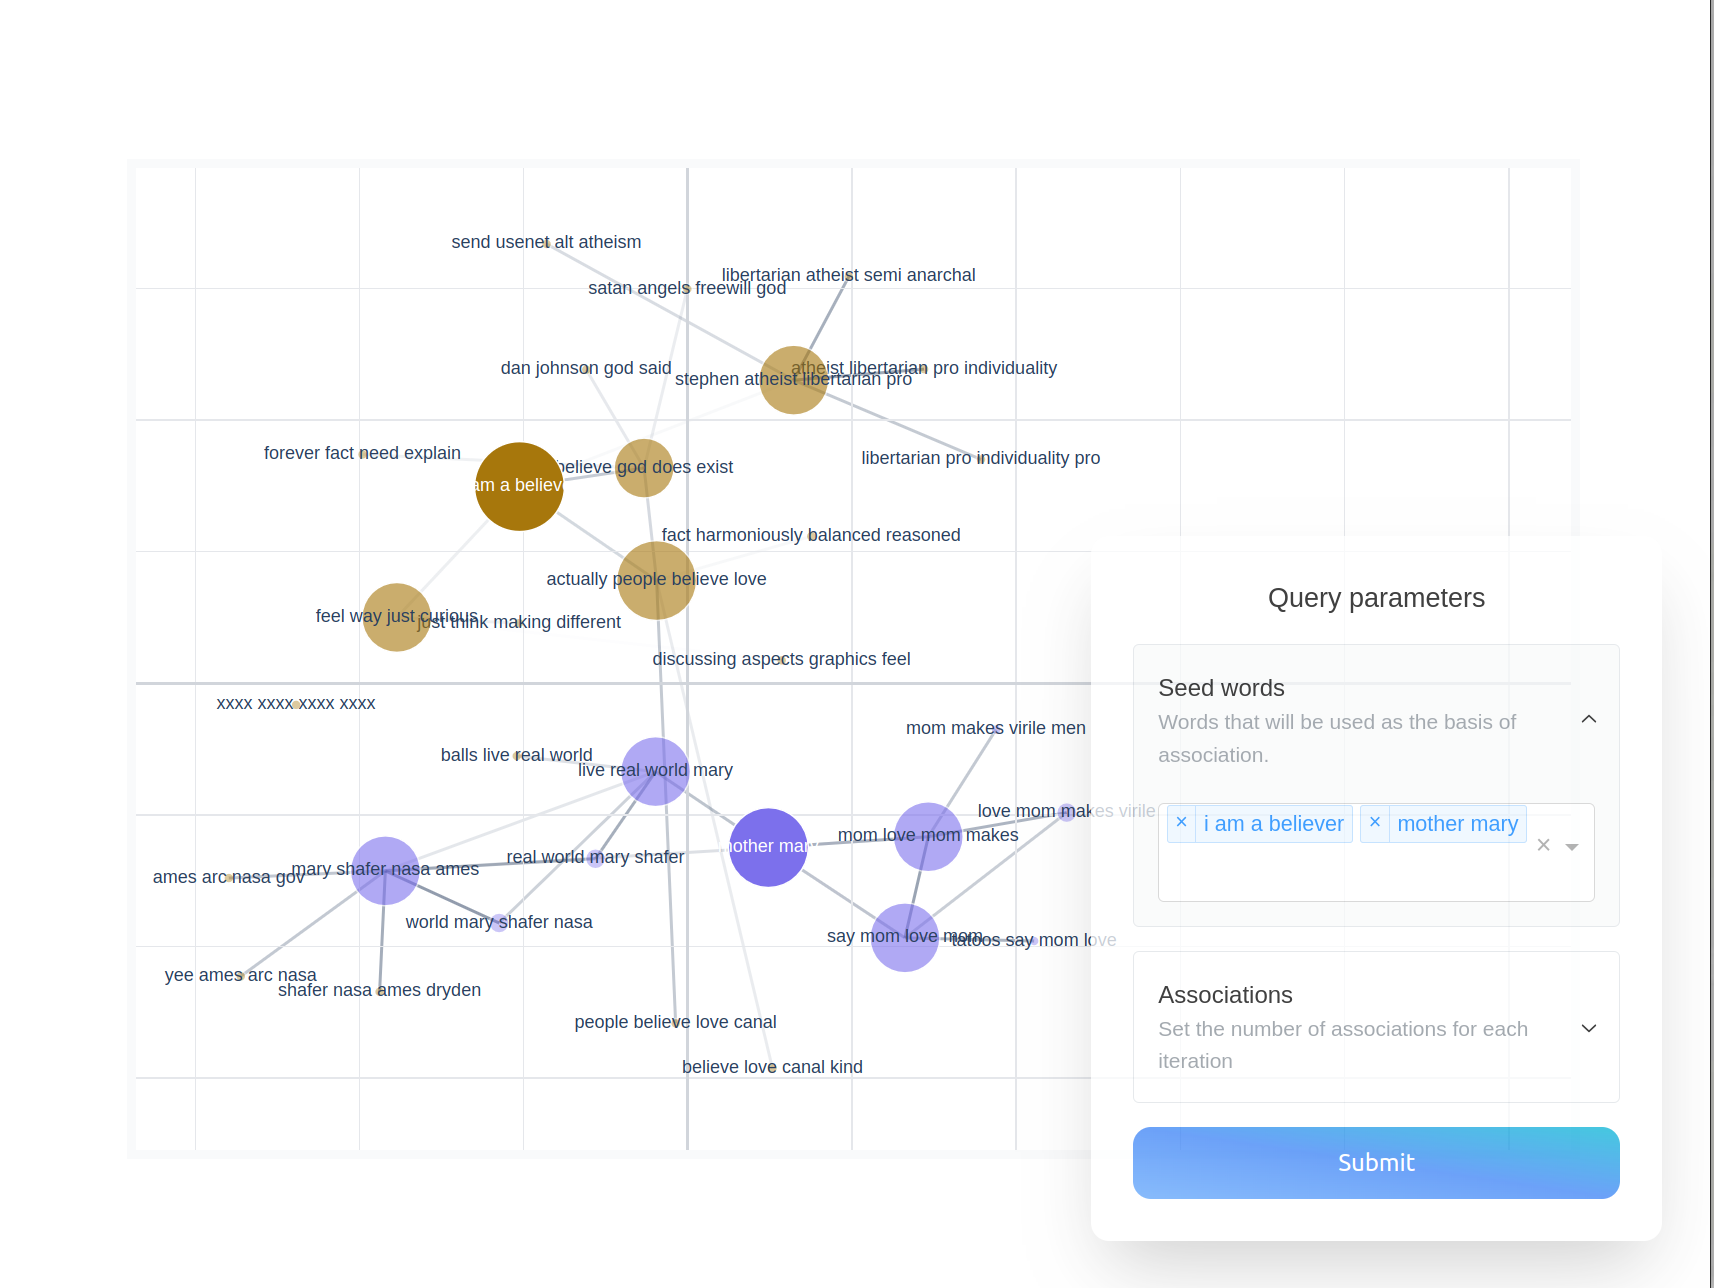 send usenet alt atheism
libertarian atheist semi anarchal
satan angels freewill god
dan johnson god said
atheist libertarian pro individuality
stephen atheist libertarian pro
forever fact need explain
libertarian pro individuality pro
believe god does exist
am a believe
fact harmoniously balanced reasoned
actually people believe love
feel way just curious
just think making different
discussing aspects graphics feel
xxxx xxxx xxxx xxxx
mom makes virile men
balls live real world
live real world mary
love mom makes virile
mom love mom makes
mother mary
real world mary shafer
mary shafer nasa ames
ames arc nasa gov
world mary shafer nasa
say mom love mom
tatoos say mom love
yee ames arc nasa
shafer nasa ames dryden
people believe love canal
believe love canal kind
Query parameters
Seed words
Words that will be used as the basis of
association.
× i am a believer × mother mary ×
Associations
Set the number of associations for each
iteration
Submit